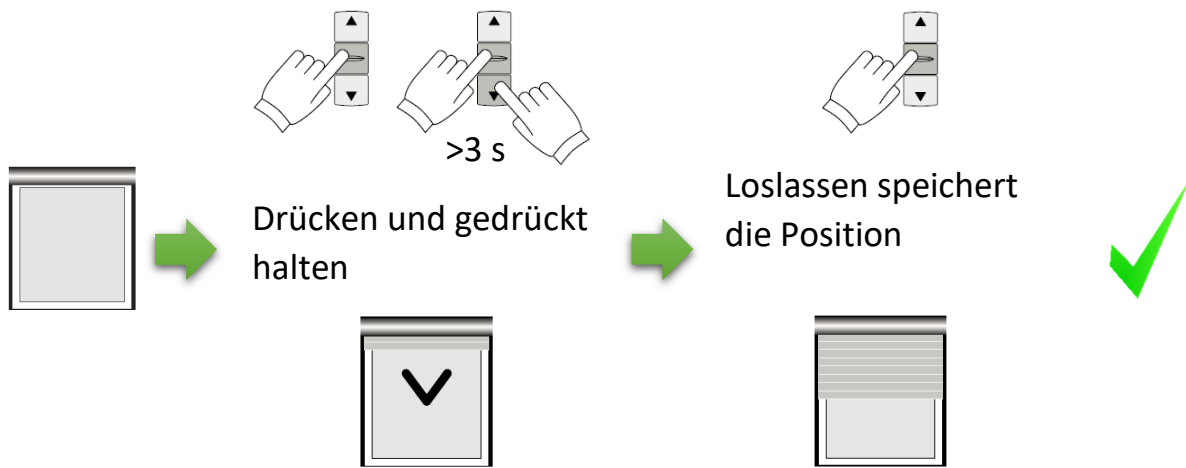 >3 s
Drücken und gedrückt
halten
Loslassen speichert
die Position